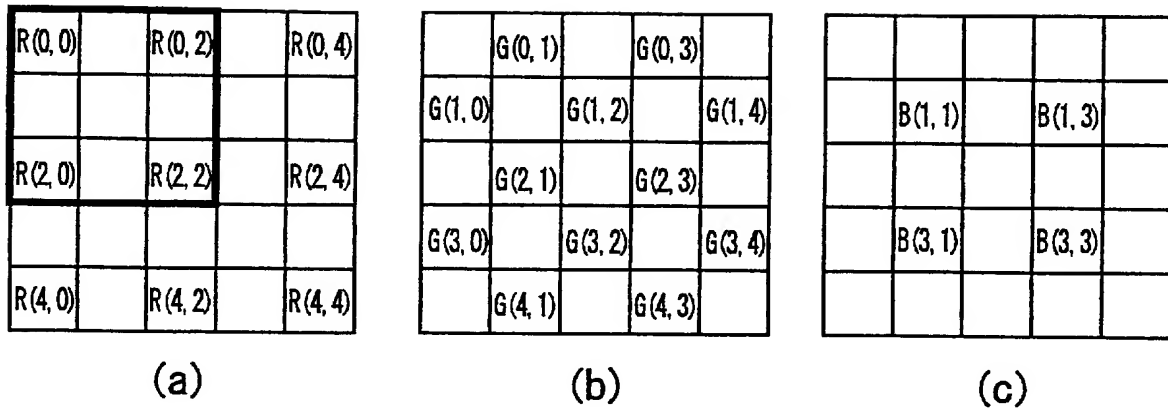 R(0,0) R(0,2) R(0,4)
R(2,0) R(2,2) R(2,4)
R(4,0) R(4,2) R(4,4)
(a)
G(0,1) G(0,3)
G(1,0) G(1,2) G(1,4)
G(2,1) G(2,3)
G(3,0) G(3,2) G(3,4)
G(4,1) G(4,3)
(b)
B(1,1) B(1,3)
B(3,1) B(3,3)
(c)